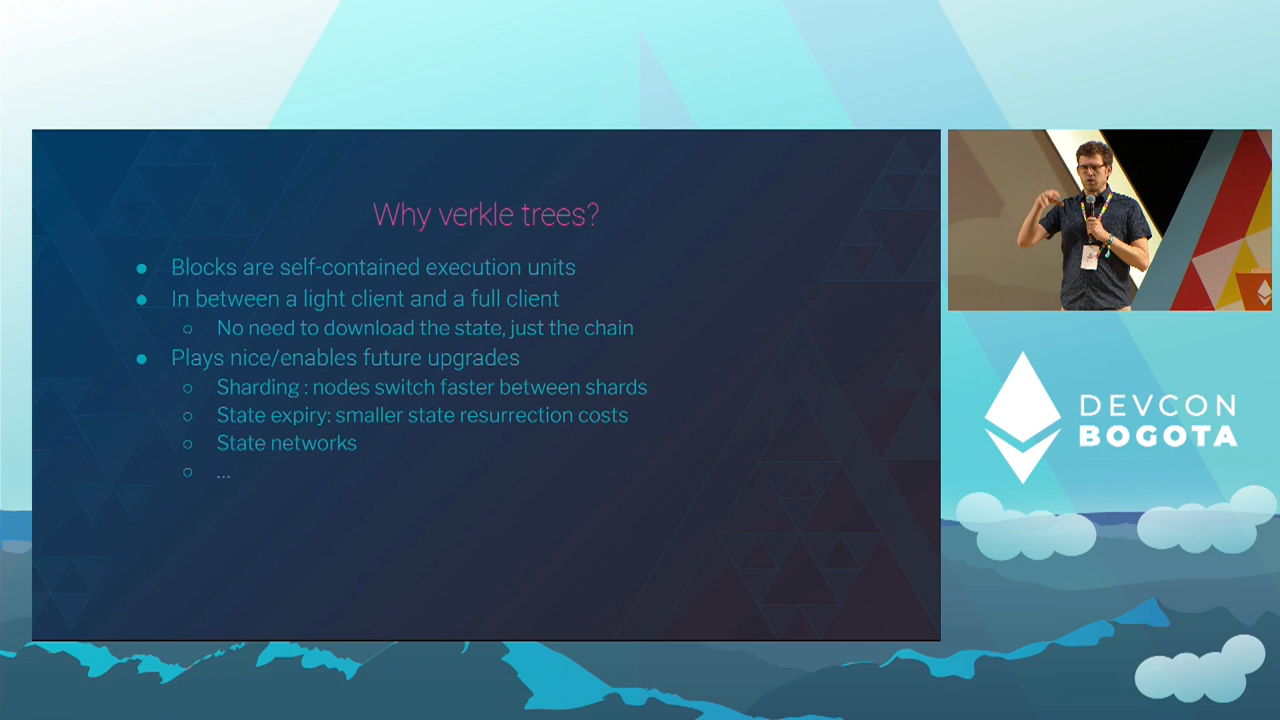 Why verkle trees?
● Blocks are self-contained execution units
● In between a light client and a full client
○ No need to download the state, just the chain
● Plays nice/enables future upgrades
○ Sharding : nodes switch faster between shards
○ State expiry: smaller state resurrection costs
○ State networks
○ ...
DEVCON
BOGOTA